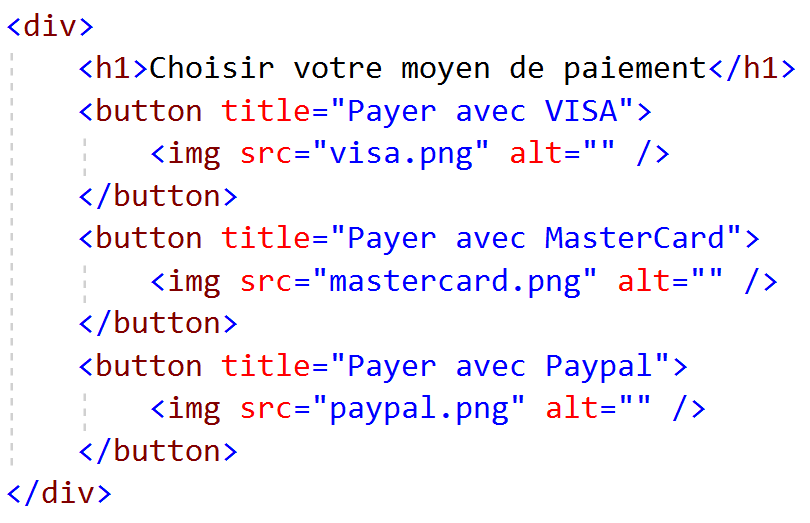 <div>
<h1>Choisir votre moyen de paiement</h1>
<button title="Payer avec VISA">
<img src="visa.png" alt="" />
</button>
<button title="Payer avec MasterCard">
<img src="mastercard.png" alt="" />
</button>
<button title="Payer avec Paypal">
<img src="paypal.png" alt="" />
</button>
</div>